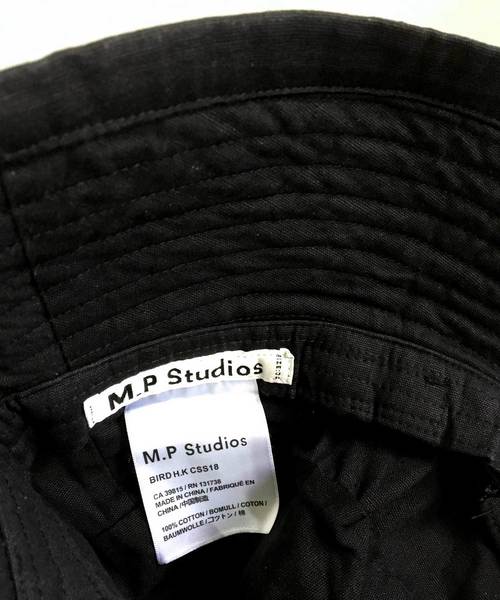 M.P Studios
M.P Studios
BIRD H.K CSS18
CA 39815 / RN 131738
MADE IN CHINA / FABRIQUÉ EN
CHINA /中国制造
100% COTTON / BOMULL / COTON /
BAUMWOLLE / コットン / 棉